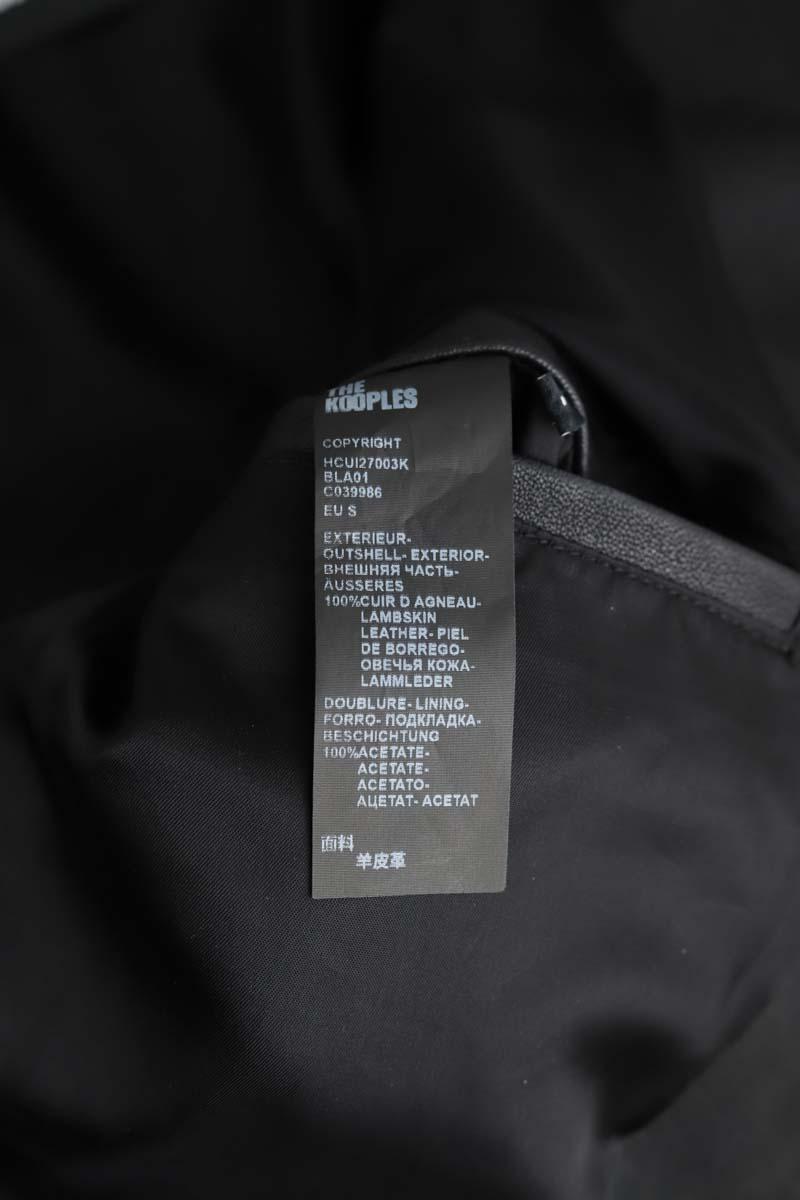 THE
KOOPLES
COPYRIGHT
HCUI27003K
BLA01
C039986
EU S
EXTERIEUR-
OUTSHELL- EXTERIOR-
ВНЕШНЯЯ ЧАСТЬ-
ÄUSSERES
100%CUIR D AGNEAU-
LAMBSKIN
LEATHER- PIEL
DE BORREGO-
ОВЕЧЬЯ КОЖА-
LAMMLEDER
DOUBLURE- LINING-
FORRO- ПОДКЛАДКА-
BESCHICHTUNG
100%ACETATE-
ACETATE-
ACETATO-
АЦЕТАТ- ACETAT
面料
羊皮革